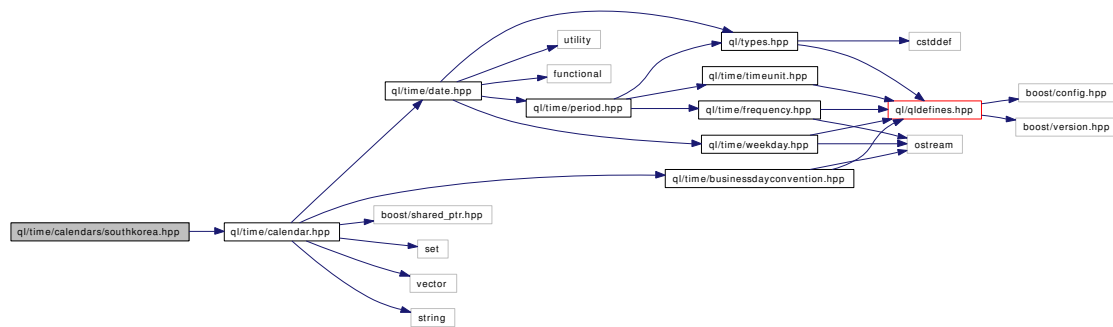 ql/types.hpp
cstddef
utility
functional
ql/time/timeunit.hpp
ql/time/date.hpp
boost/config.hpp
ql/time/period.hpp
ql/time/frequency.hpp
ql/qldefines.hpp
boost/version.hpp
ql/time/weekday.hpp
ostream
ql/time/businessdayconvention.hpp
boost/shared_ptr.hpp
ql/time/calendars/southkorea.hpp
ql/time/calendar.hpp
set
vector
string